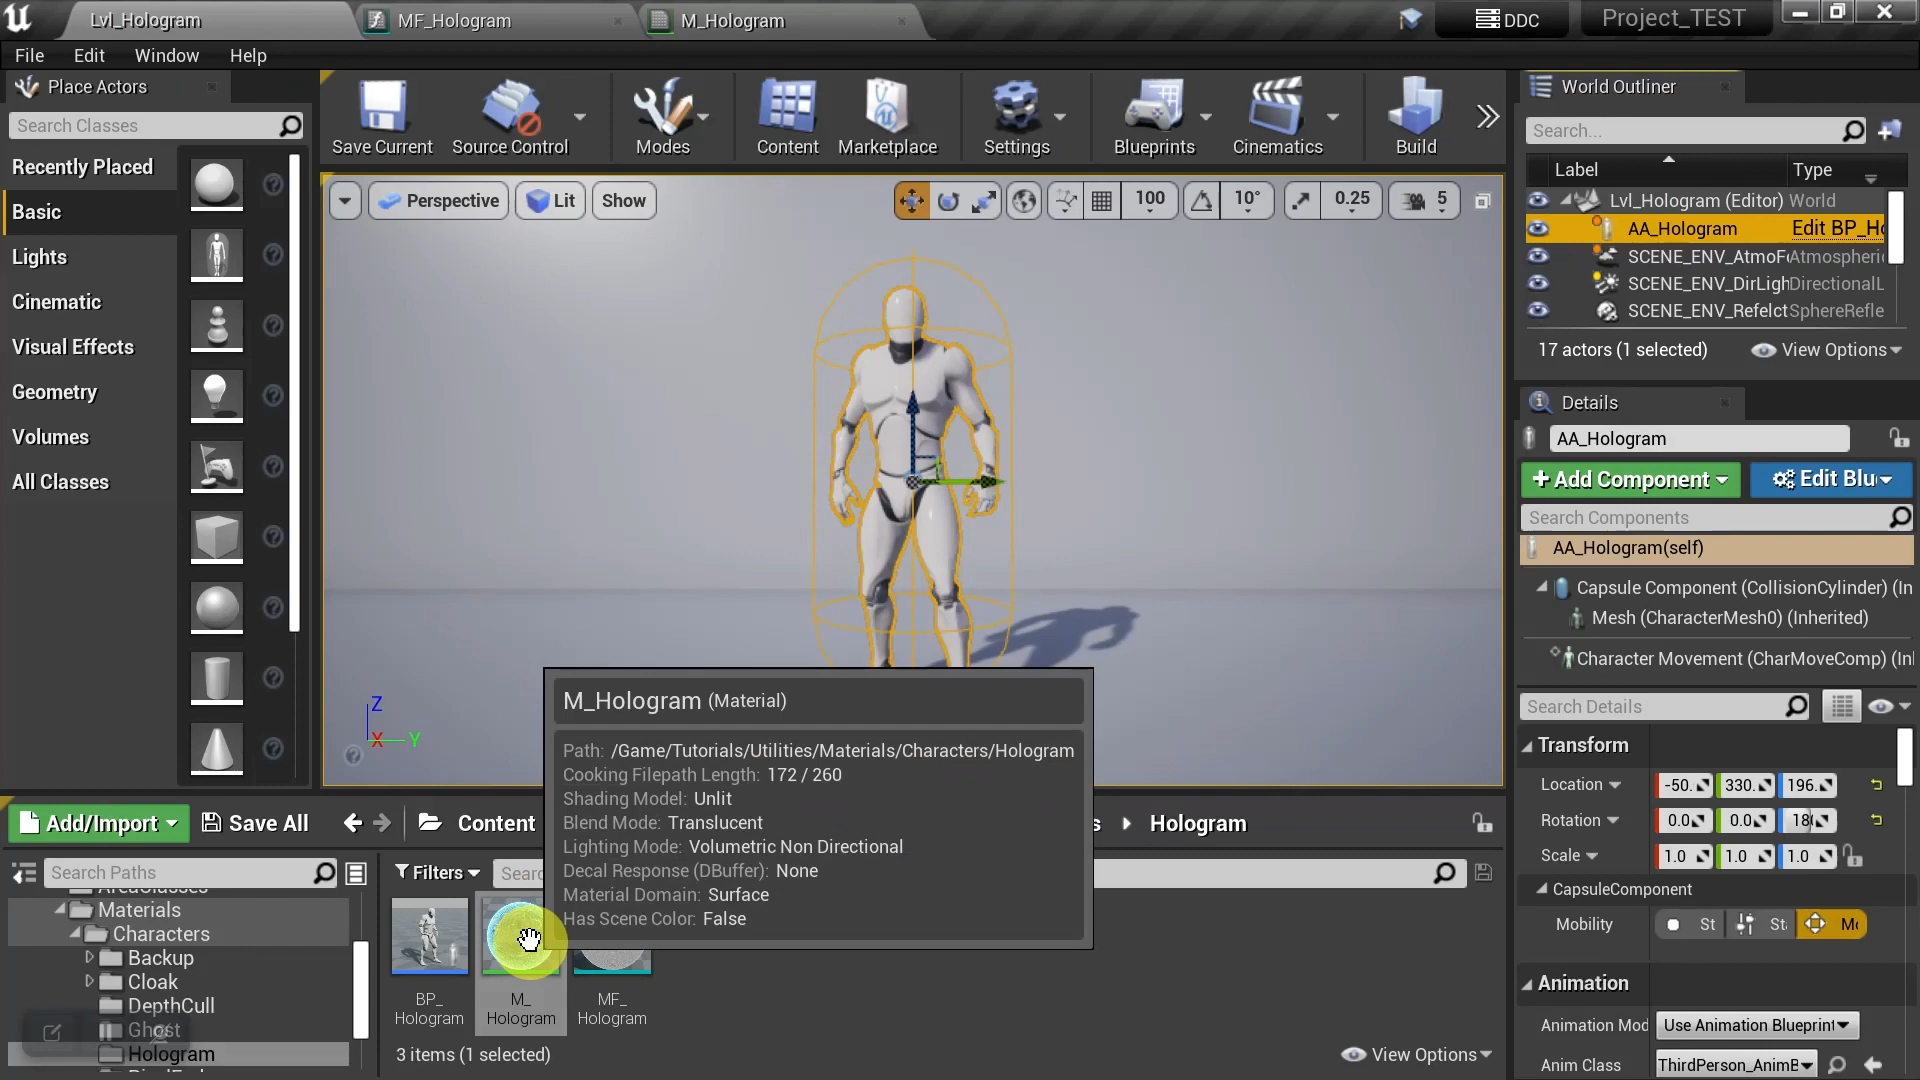 Lvl_Hologram
MF_Hologram
M_Hologram
DDC
Project_TEST
File Edit Window Help
Place Actors
Search Classes
Recently Placed
Basic
Lights
Cinematic
Visual Effects
Geometry
Volumes
All Classes
Save Current
Source Control
Modes
Content
Marketplace
Settings
Blueprints
Cinematics
Build
Perspective
Lit
Show
100
10°
0.25
5
Z
X
Y
World Outliner
Search...
Label Type
Lvl_Hologram (Editor) World
AA_Hologram Edit BP_H
SCENE_ENV_AtmoF Atmospheric
SCENE_ENV_DirLigh DirectionalL
SCENE_ENV_Refelct SphereRefle
17 actors (1 selected) View Options
Details
AA_Hologram
+ Add Component Edit Blu
Search Components
AA_Hologram(self)
Capsule Component (CollisionCylinder) (In
Mesh (CharacterMesh0) (Inherited)
Character Movement (CharMoveComp) (In
Search Details
Transform
Location -50. 330. 196.
Rotation 0.0 0.0 180
Scale 1.0 1.0 1.0
CapsuleComponent
Mobility St Sta Mo
Animation
Animation Mod Use Animation Blueprint
Anim Class ThirdPerson_AnimB
M_Hologram (Material)
Path: /Game/Tutorials/Utilities/Materials/Characters/Hologram
Cooking Filepath Length: 172 / 260
Shading Model: Unlit
Blend Mode: Translucent
Lighting Mode: Volumetric Non Directional
Decal Response (DBuffer): None
Material Domain: Surface
Has Scene Color: False
Add/Import Save All Content s Hologram
Search Paths
Filters Searc
Materials
Characters
Backup
Cloak
DepthCull
Ghost
Hologram
BP_
Hologram
M_
Hologram
MF_
Hologram
3 items (1 selected)
View Options